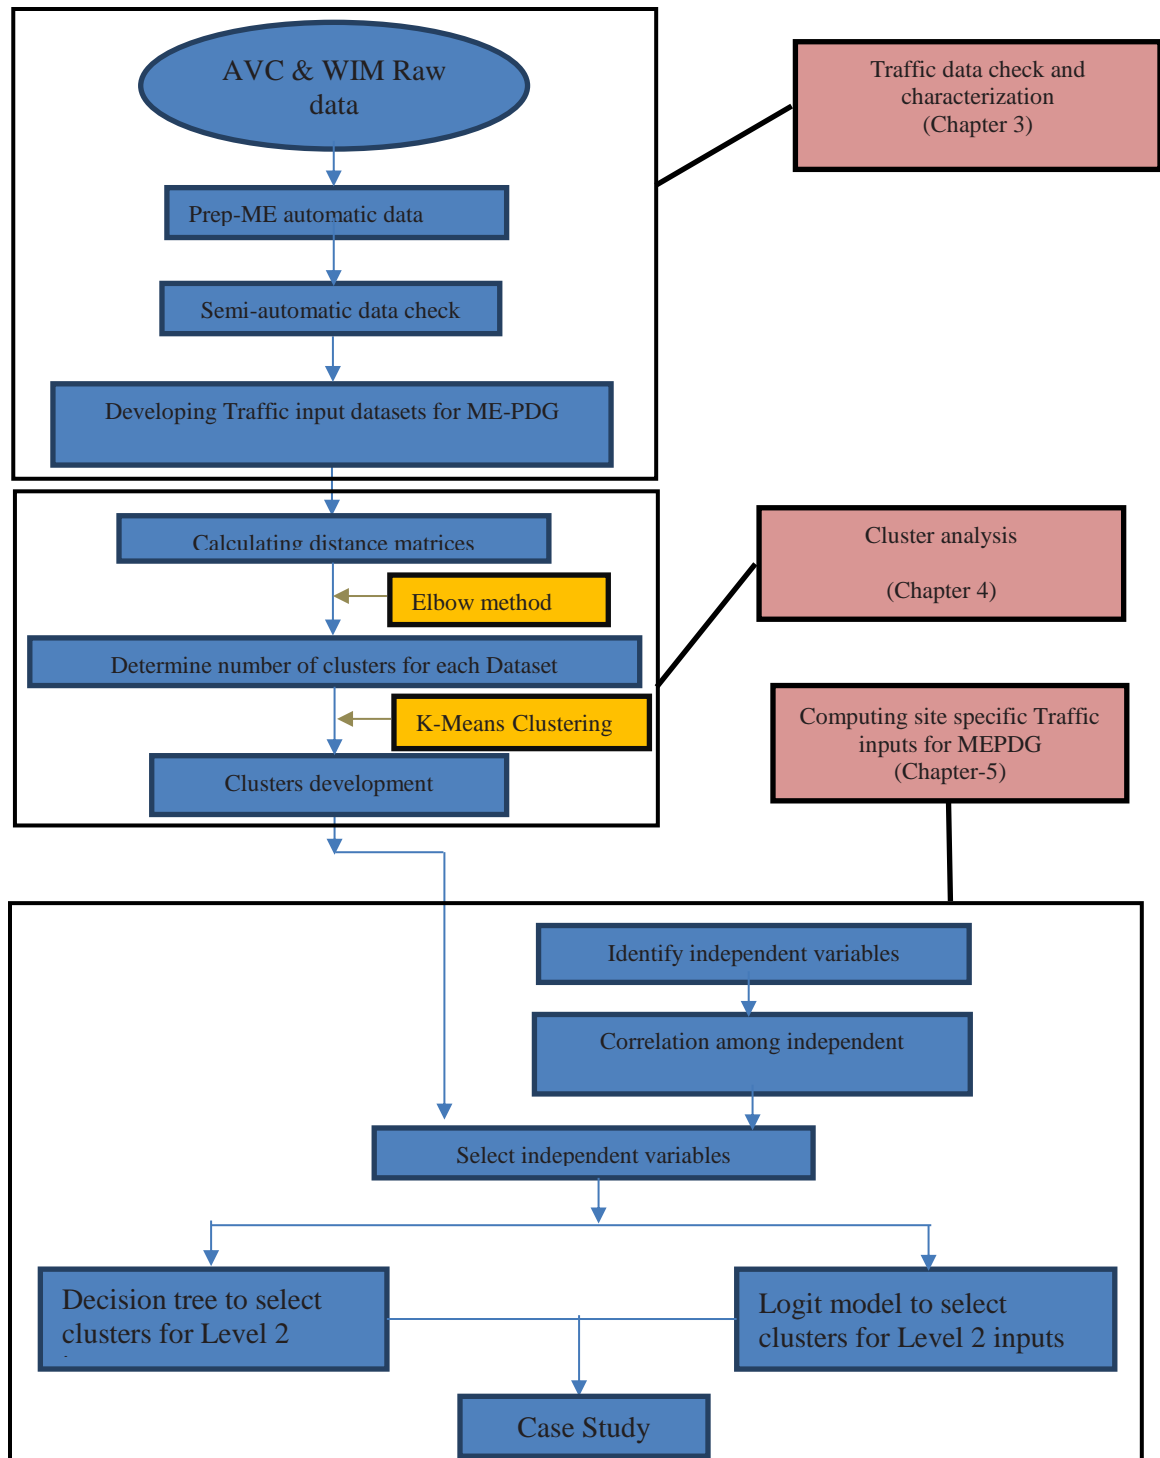 AVC & WIM Raw
data
Traffic data check and
characterization
(Chapter 3)
Prep-ME automatic data
Semi-automatic data check
Developing Traffic input datasets for ME-PDG
Calculating distance matrices
Cluster analysis
(Chapter 4)
Elbow method
Determine number of clusters for each Dataset
K-Means Clustering
Computing site specific Traffic
inputs for MEPDG
(Chapter-5)
Clusters development
Identify independent variables
Correlation among independent
Select independent variables
Decision tree to select
clusters for Level 2
Logit model to select
clusters for Level 2 inputs
Case Study